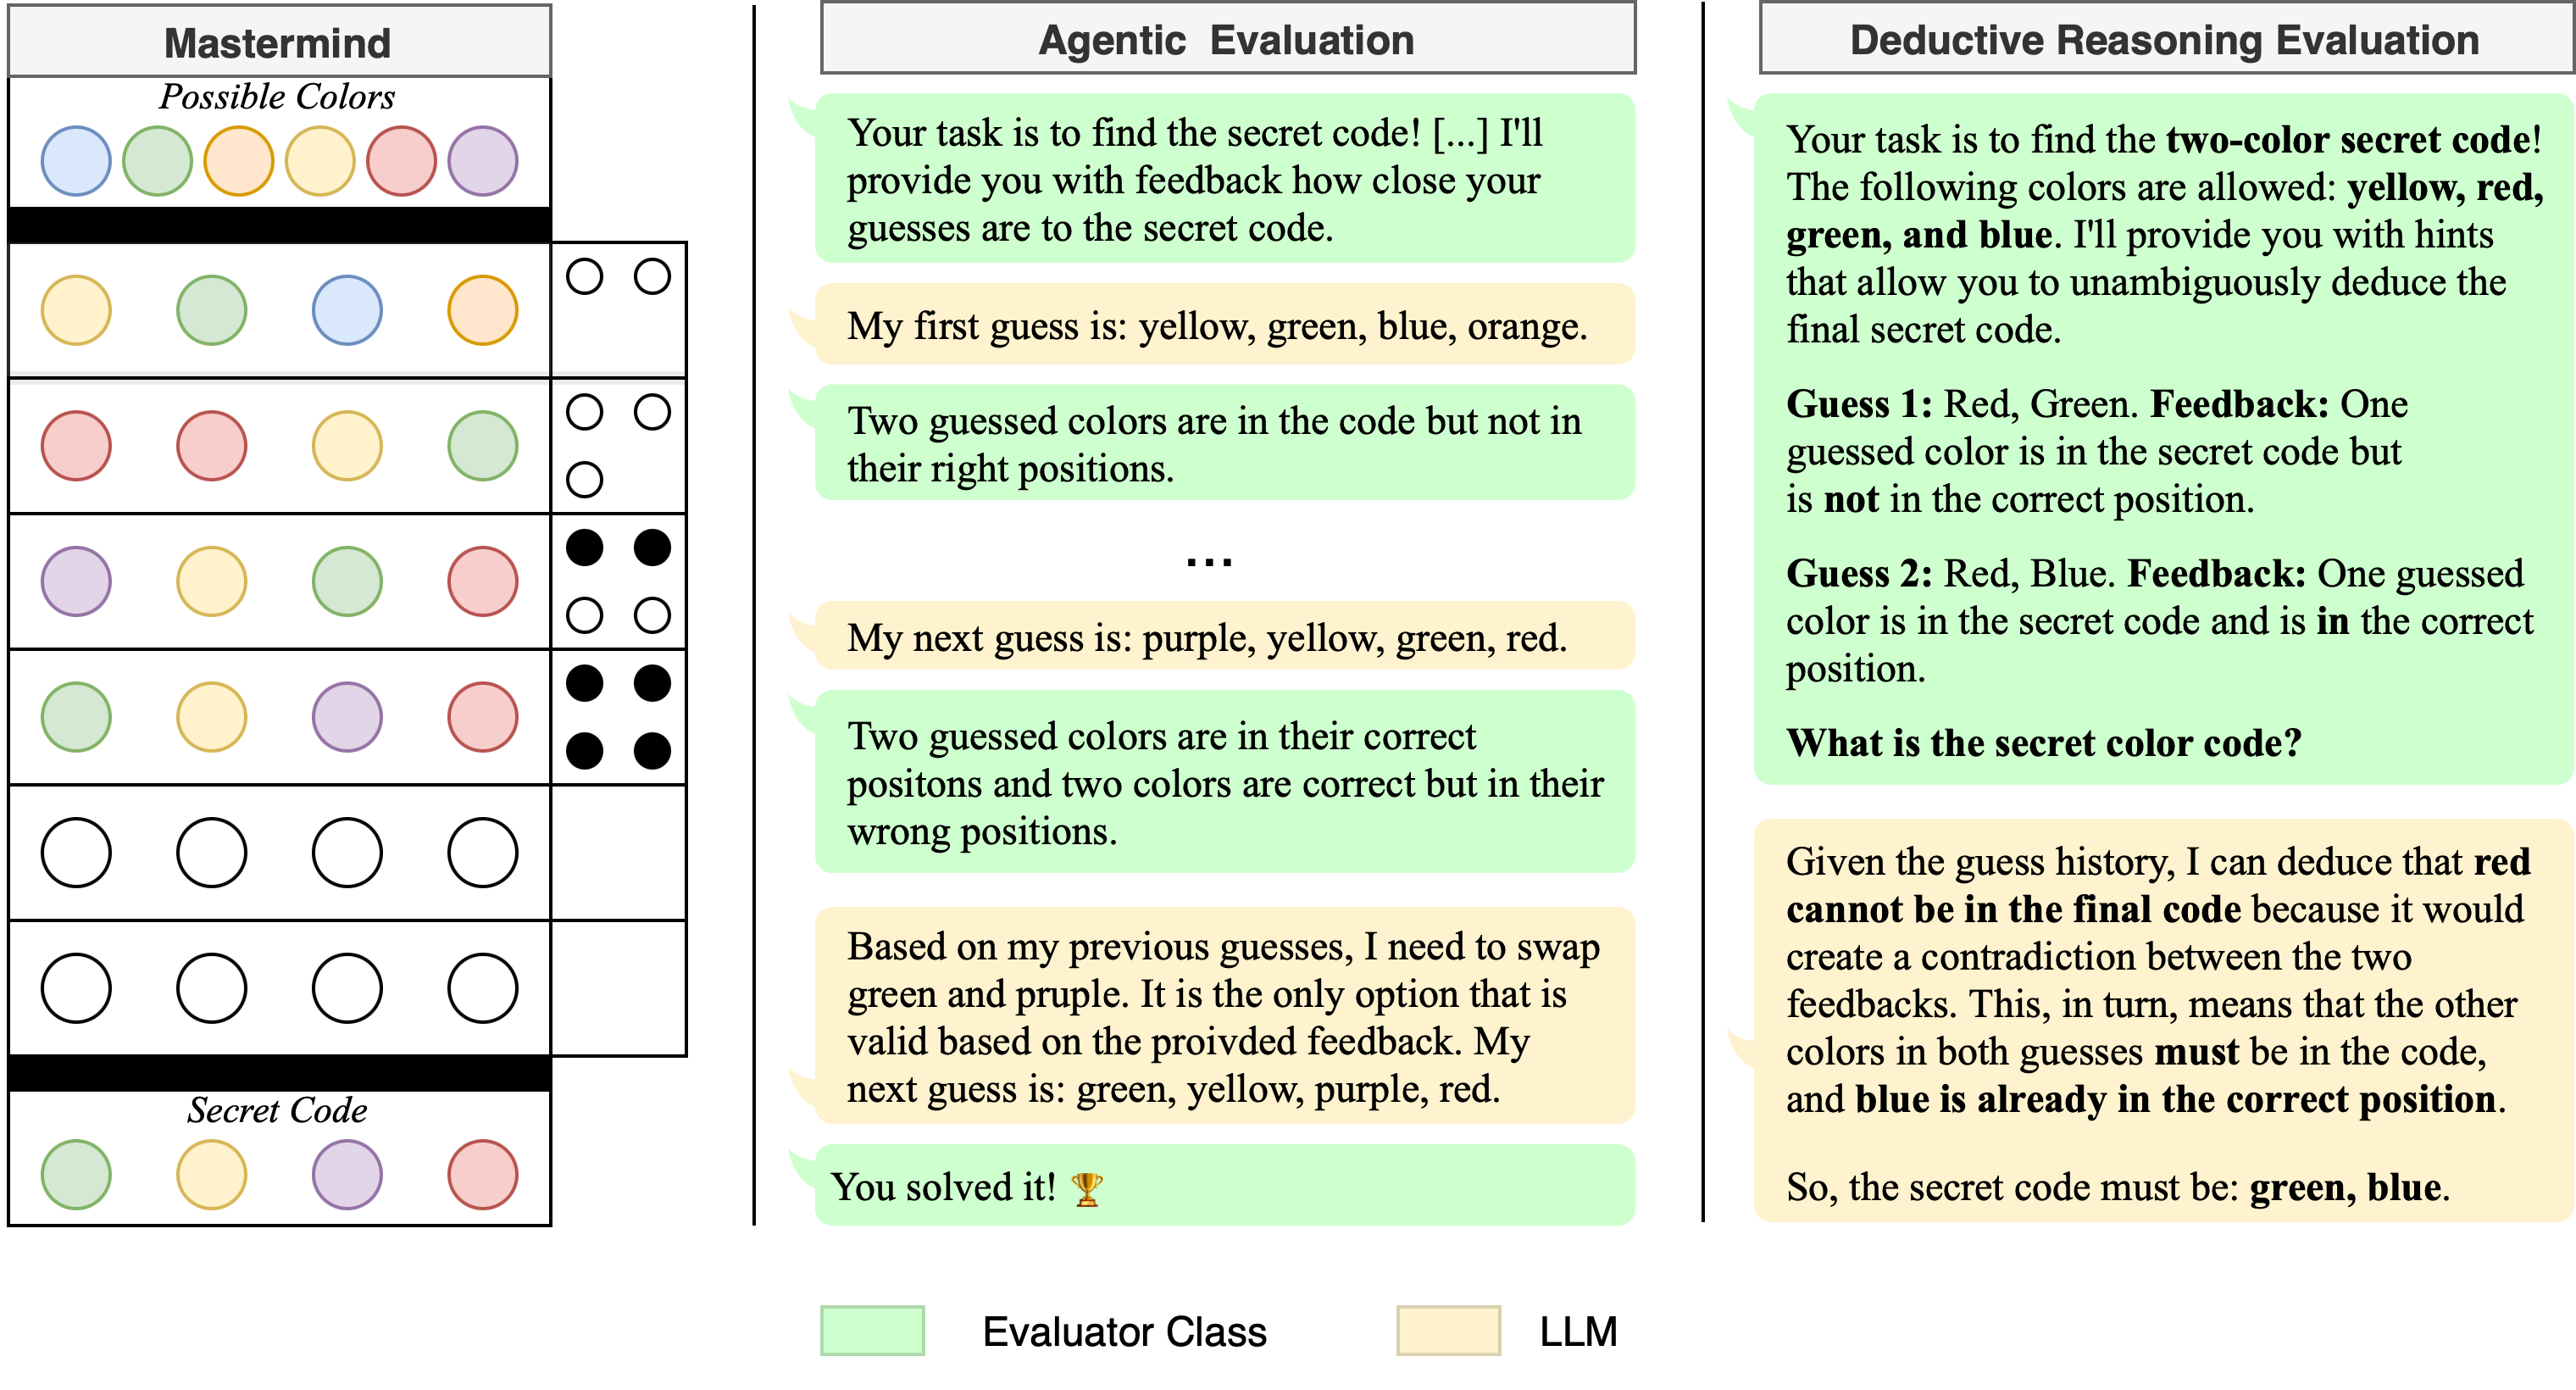 Mastermind
Possible Colors
Secret Code
Agentic Evaluation
Your task is to find the secret code! [...] I'll
provide you with feedback how close your
guesses are to the secret code.
My first guess is: yellow, green, blue, orange.
Two guessed colors are in the code but not in
their right positions.
...
My next guess is: purple, yellow, green, red.
Two guessed colors are in their correct
positons and two colors are correct but in their
wrong positions.
Based on my previous guesses, I need to swap
green and pruple. It is the only option that is
valid based on the proivded feedback. My
next guess is: green, yellow, purple, red.
You solved it! 🏆
Deductive Reasoning Evaluation
Your task is to find the two-color secret code!
The following colors are allowed: yellow, red,
green, and blue. I'll provide you with hints
that allow you to unambiguously deduce the
final secret code.
Guess 1: Red, Green. Feedback: One
guessed color is in the secret code but
is not in the correct position.
Guess 2: Red, Blue. Feedback: One guessed
color is in the secret code and is in the correct
position.
What is the secret color code?
Given the guess history, I can deduce that red
cannot be in the final code because it would
create a contradiction between the two
feedbacks. This, in turn, means that the other
colors in both guesses must be in the code,
and blue is already in the correct position.
So, the secret code must be: green, blue.
Evaluator Class
LLM